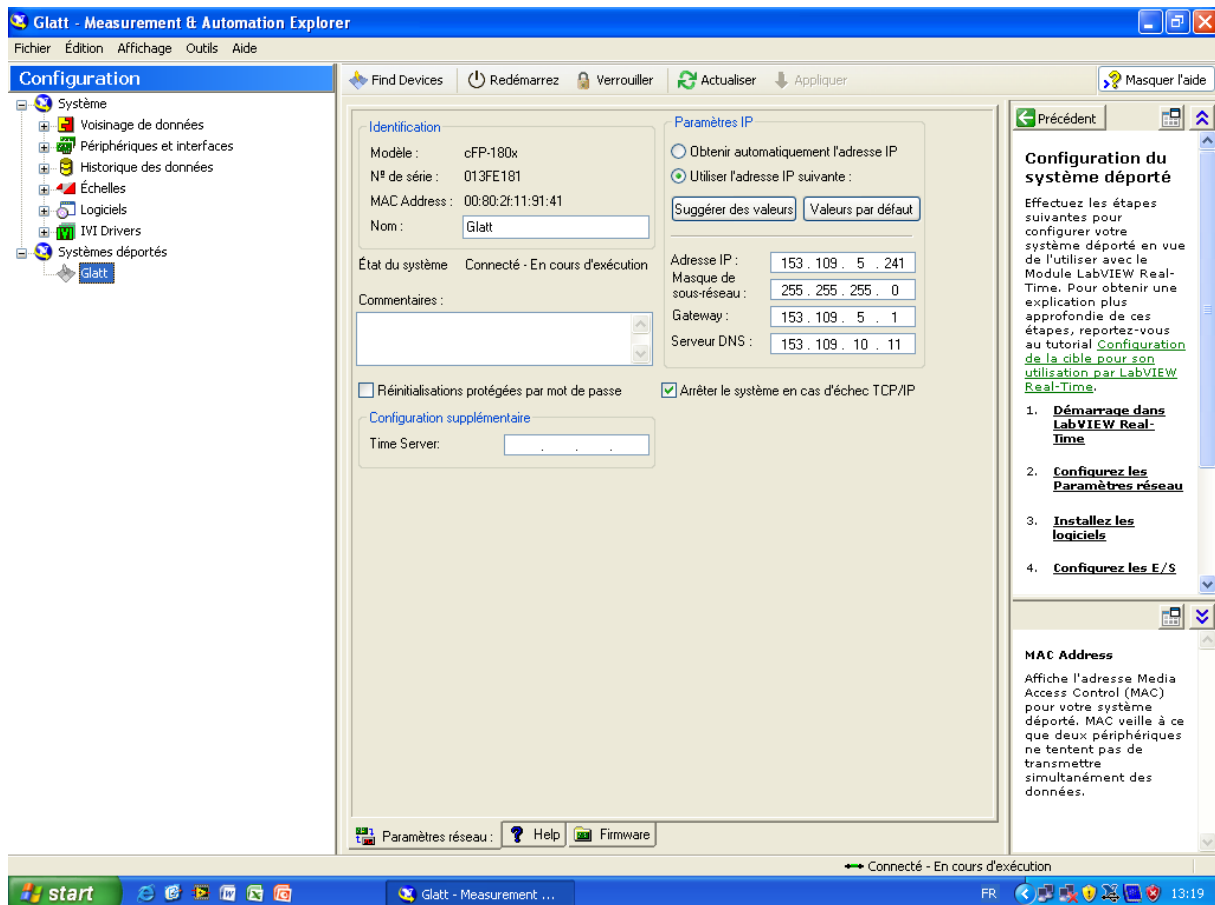 Glatt - Measurement & Automation Explorer
Fichier Édition Affichage Outils Aide
Configuration
Système
Voisinage de données
Périphériques et interfaces
Historique des données
Échelles
Logiciels
IVI Drivers
Systèmes déportés
Glatt
Find Devices Redémarrez Verrouiller Actualiser Appliquer Masquer l'aide
Identification
Modèle : cFP-180x
Nº de série : 013FE181
MAC Address : 00:80:2f:11:91:41
Nom : Glatt
État du système Connecté - En cours d'exécution
Commentaires :
Réinitialisations protégées par mot de passe
Configuration supplémentaire
Time Server: . . .
Paramètres IP
Obtenir automatiquement l'adresse IP
Utiliser l'adresse IP suivante :
Suggérer des valeurs Valeurs par défaut
Adresse IP : 153 . 109 . 5 . 241
Masque de
sous-réseau : 255 . 255 . 255 . 0
Gateway : 153 . 109 . 5 . 1
Serveur DNS : 153 . 109 . 10 . 11
Arrêter le système en cas d'échec TCP/IP
Paramètres réseau : Help Firmware
Précédent
Configuration du
système déporté
Effectuez les étapes
suivantes pour
configurer votre
système déporté en vue
de l'utiliser avec le
Module LabVIEW Real-
Time. Pour obtenir une
explication plus
approfondie de ces
étapes, reportez-vous
au tutorial Configuration
de la cible pour son
utilisation par LabVIEW
Real-Time.
1. Démarrage dans
LabVIEW Real-
Time
2. Configurez les
Paramètres réseau
3. Installez les
logiciels
4. Configurez les E/S
MAC Address
Affiche l'adresse Media
Access Control (MAC)
pour votre système
déporté. MAC veille à ce
que deux périphériques
ne tentent pas de
transmettre
simultanément des
données.
Connecté - En cours d'exécution
start Glatt - Measurement ... FR 13:19